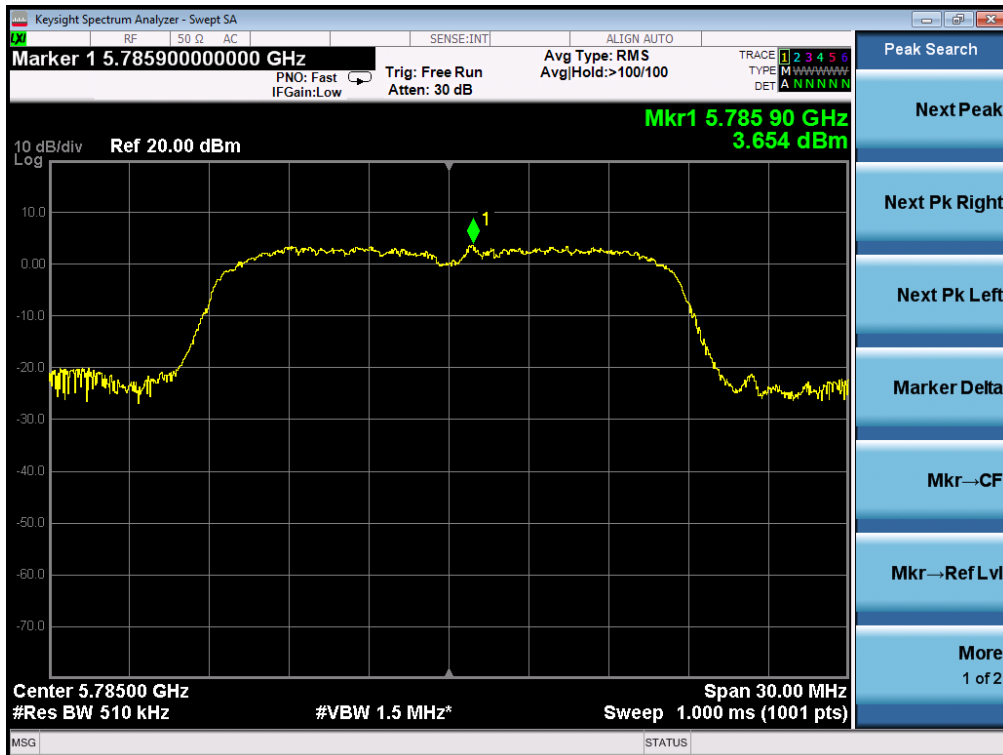 Keysight Spectrum Analyzer - Swept SA
LXI RF 50 Ω AC SENSE:INT ALIGN AUTO
Marker 1 5.785900000000 GHz
PNO: Fast
IFGain:Low
Trig: Free Run
Atten: 30 dB
Avg Type: RMS
Avg|Hold:>100/100
TRACE 1 2 3 4 5 6
TYPE M WWWWW
DET A N N N N N
Mkr1 5.785 90 GHz
3.654 dBm
10 dB/div Ref 20.00 dBm
Log
10.0
0.00
-10.0
-20.0
-30.0
-40.0
-50.0
-60.0
-70.0
1
Center 5.78500 GHz Span 30.00 MHz
#Res BW 510 kHz #VBW 1.5 MHz* Sweep 1.000 ms (1001 pts)
MSG STATUS
Peak Search
Next Peak
Next Pk Right
Next Pk Left
Marker Delta
Mkr→CF
Mkr→Ref Lvl
More
1 of 2